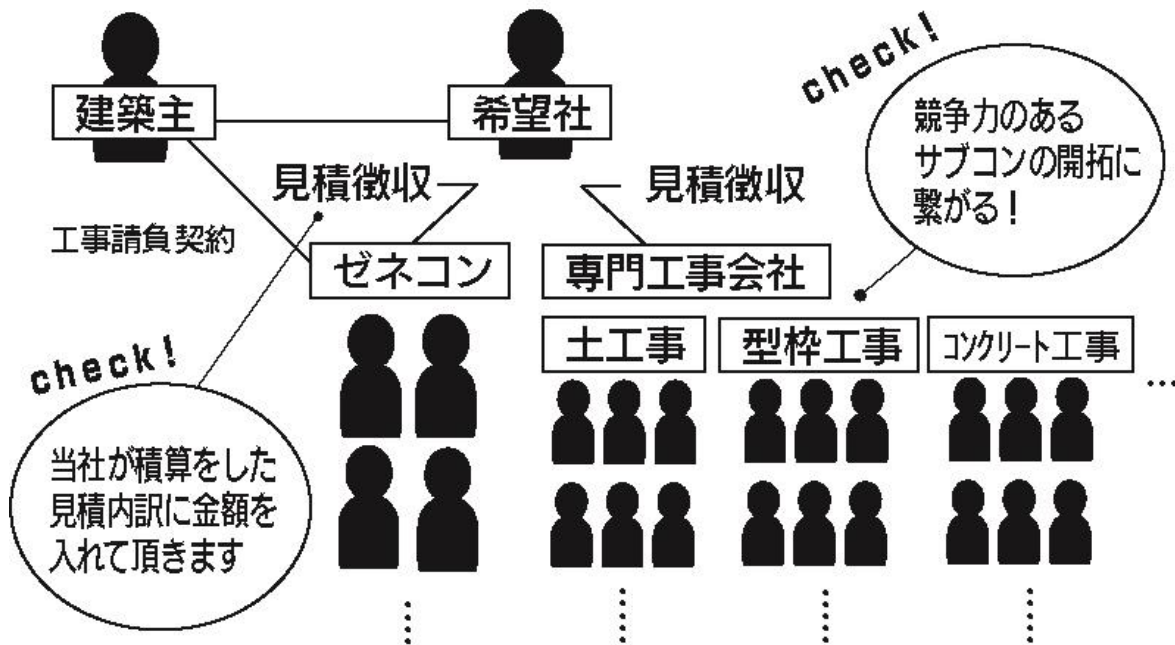 建築主
希望社
check!
競争力のある
サブコンの開拓に
繋がる！
見積徴収
見積徴収
工事請負契約
ゼネコン
専門工事会社
土工事
型枠工事
コンクリート工事
…
check!
当社が積算をした
見積内訳に金額を
入れて頂きます